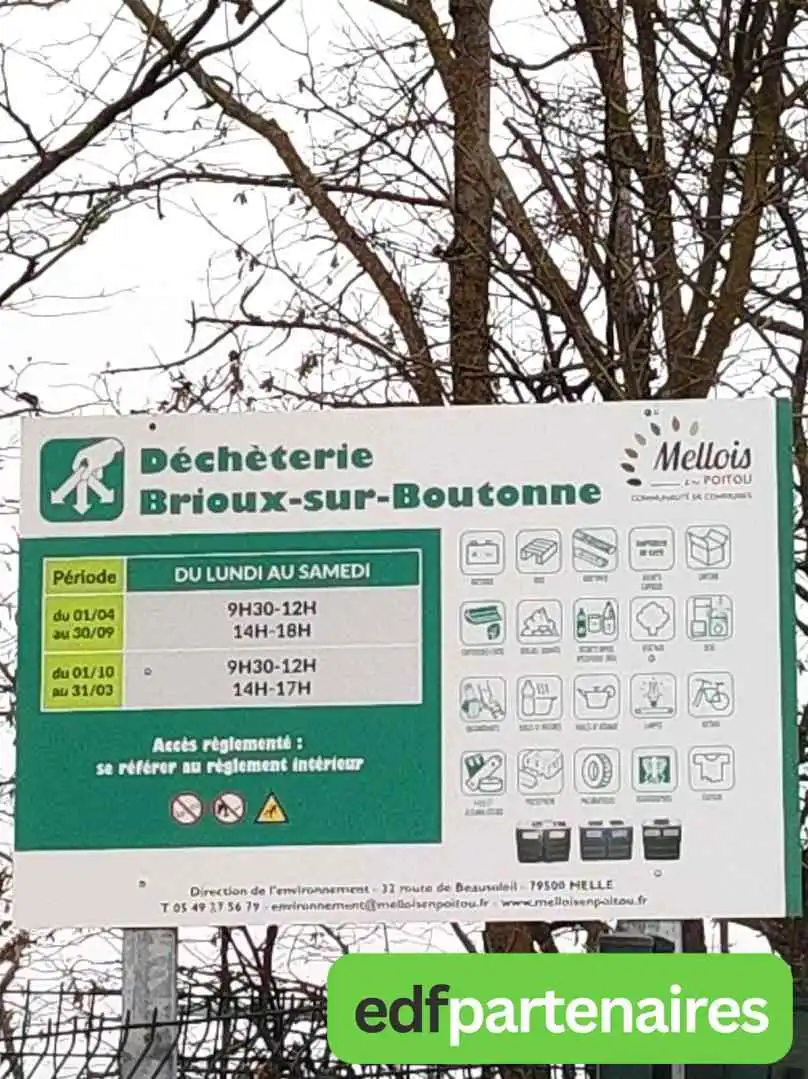 Déchèterie
Brioux-sur-Boutonne
Mellois
EN POITOU
COMMUNAUTÉ DE COMMUNES
Période
DU LUNDI AU SAMEDI
du 01/04
au 30/09
9H30-12H
14H-18H
du 01/10
au 31/03
9H30-12H
14H-17H
Accès règlementé :
se référer au règlement intérieur
Direction de l'environnement - 32 route de Beausoleil - 79500 MELLE
T 05 49 27 56 79 - environnement@melloisenpoitou.fr - www.melloisenpoitou.fr
edfpartenaires